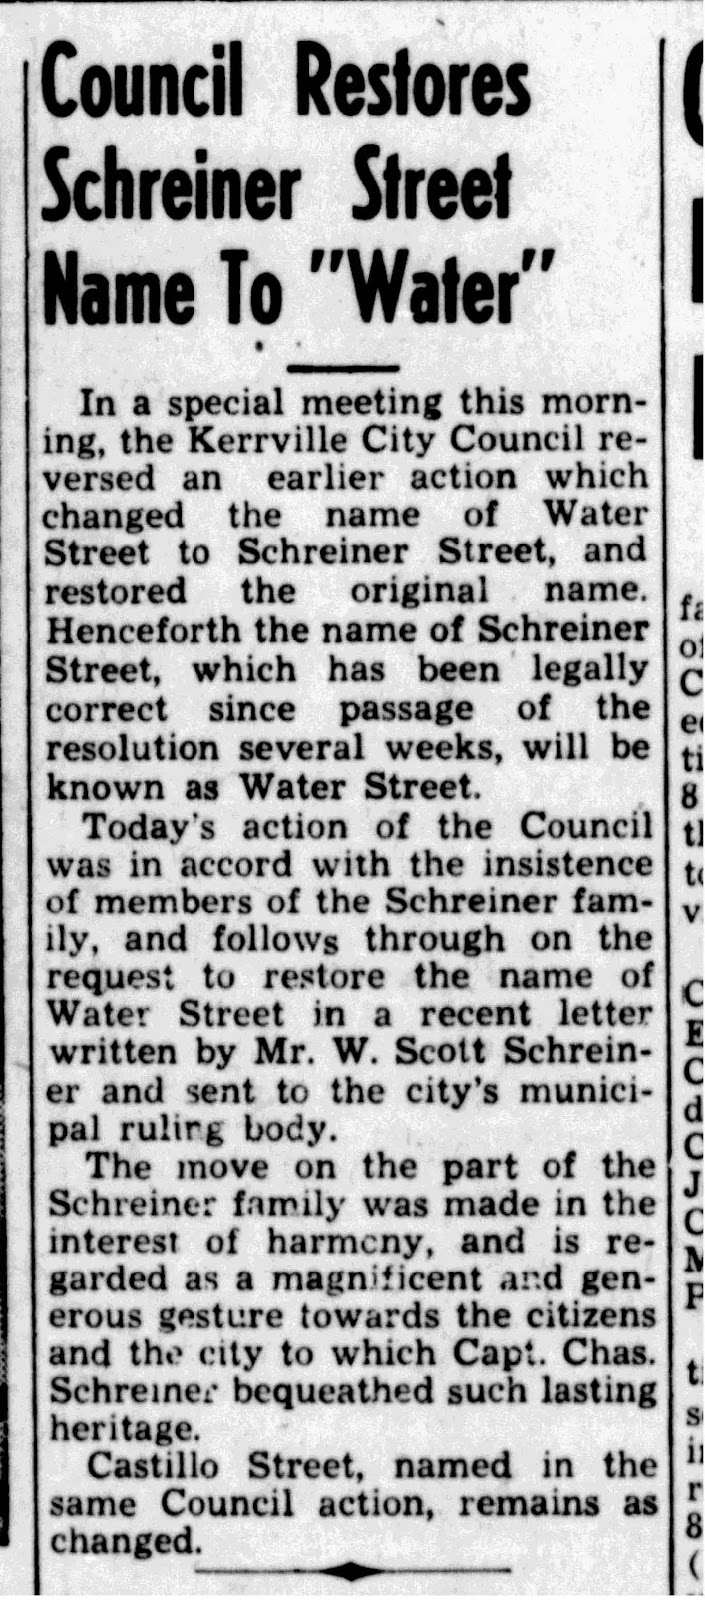 Council Restores
Schreiner Street
Name To "Water"
In a special meeting this morn-
ing, the Kerrville City Council re-
versed an earlier action which
changed the name of Water
Street to Schreiner Street, and
restored the original name.
Henceforth the name of Schreiner
Street, which has been legally
correct since passage of the
resolution several weeks, will be
known as Water Street.
Today's action of the Council
was in accord with the insistence
of members of the Schreiner fam-
ily, and follows through on the
request to restore the name of
Water Street in a recent letter
written by Mr. W. Scott Schrein-
er and sent to the city's munici-
pal ruling body.
The move on the part of the
Schreiner family was made in the
interest of harmony, and is re-
garded as a magnificent and gen-
erous gesture towards the citizens
and the city to which Capt. Chas.
Schreiner bequeathed such lasting
heritage.
Castillo Street, named in the
same Council action, remains as
changed.